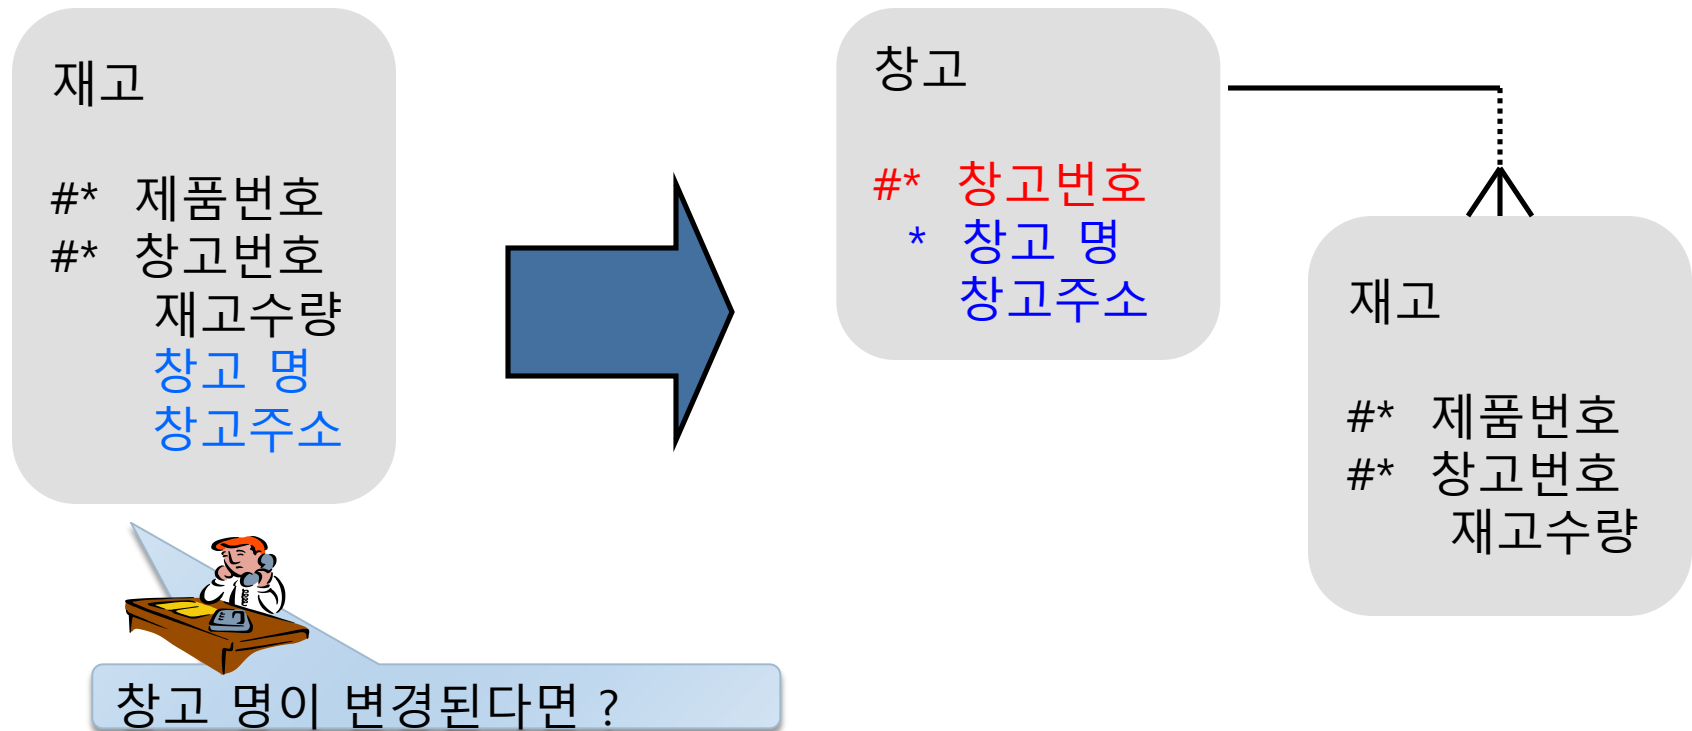 재고
#* 제품번호
#* 창고번호
재고수량
창고 명
창고주소
창고 명이 변경된다면 ?
창고
#* 창고번호
* 창고 명
창고주소
재고
#* 제품번호
#* 창고번호
재고수량